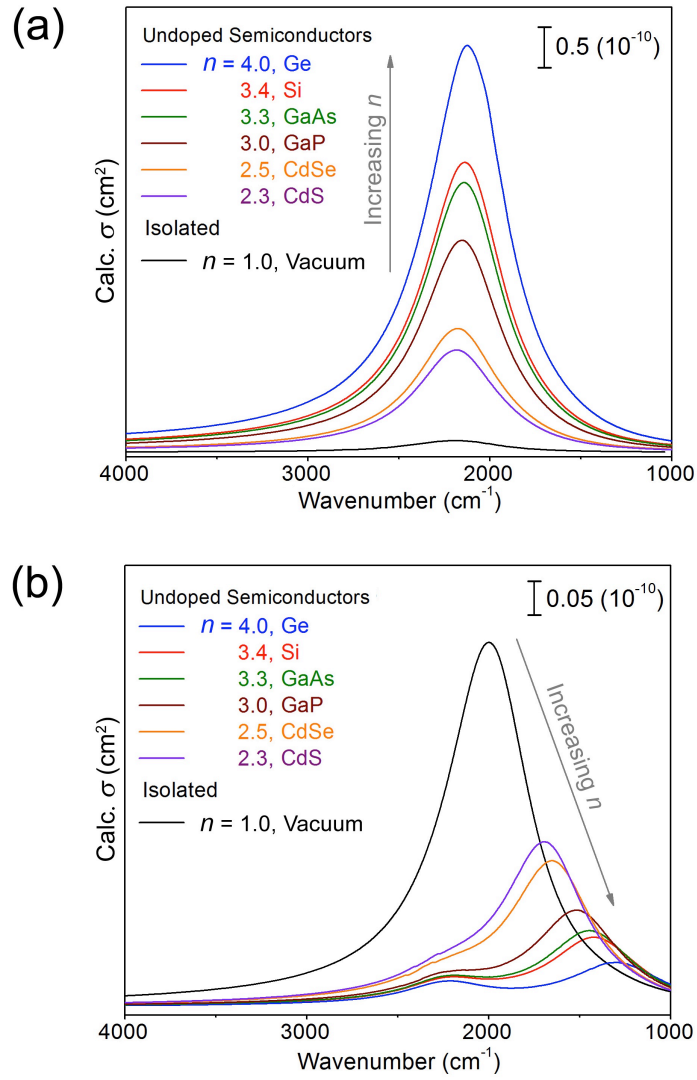 (a)
Undoped Semiconductors
n = 4.0, Ge
3.4, Si
3.3, GaAs
3.0, GaP
2.5, CdSe
2.3, CdS
Isolated
n = 1.0, Vacuum
Increasing n
0.5 (10⁻¹⁰)
Calc. σ (cm²)
4000 3000 2000 1000
Wavenumber (cm⁻¹)
(b)
Undoped Semiconductors
n = 4.0, Ge
3.4, Si
3.3, GaAs
3.0, GaP
2.5, CdSe
2.3, CdS
Isolated
n = 1.0, Vacuum
Increasing n
0.05 (10⁻¹⁰)
Calc. σ (cm²)
4000 3000 2000 1000
Wavenumber (cm⁻¹)